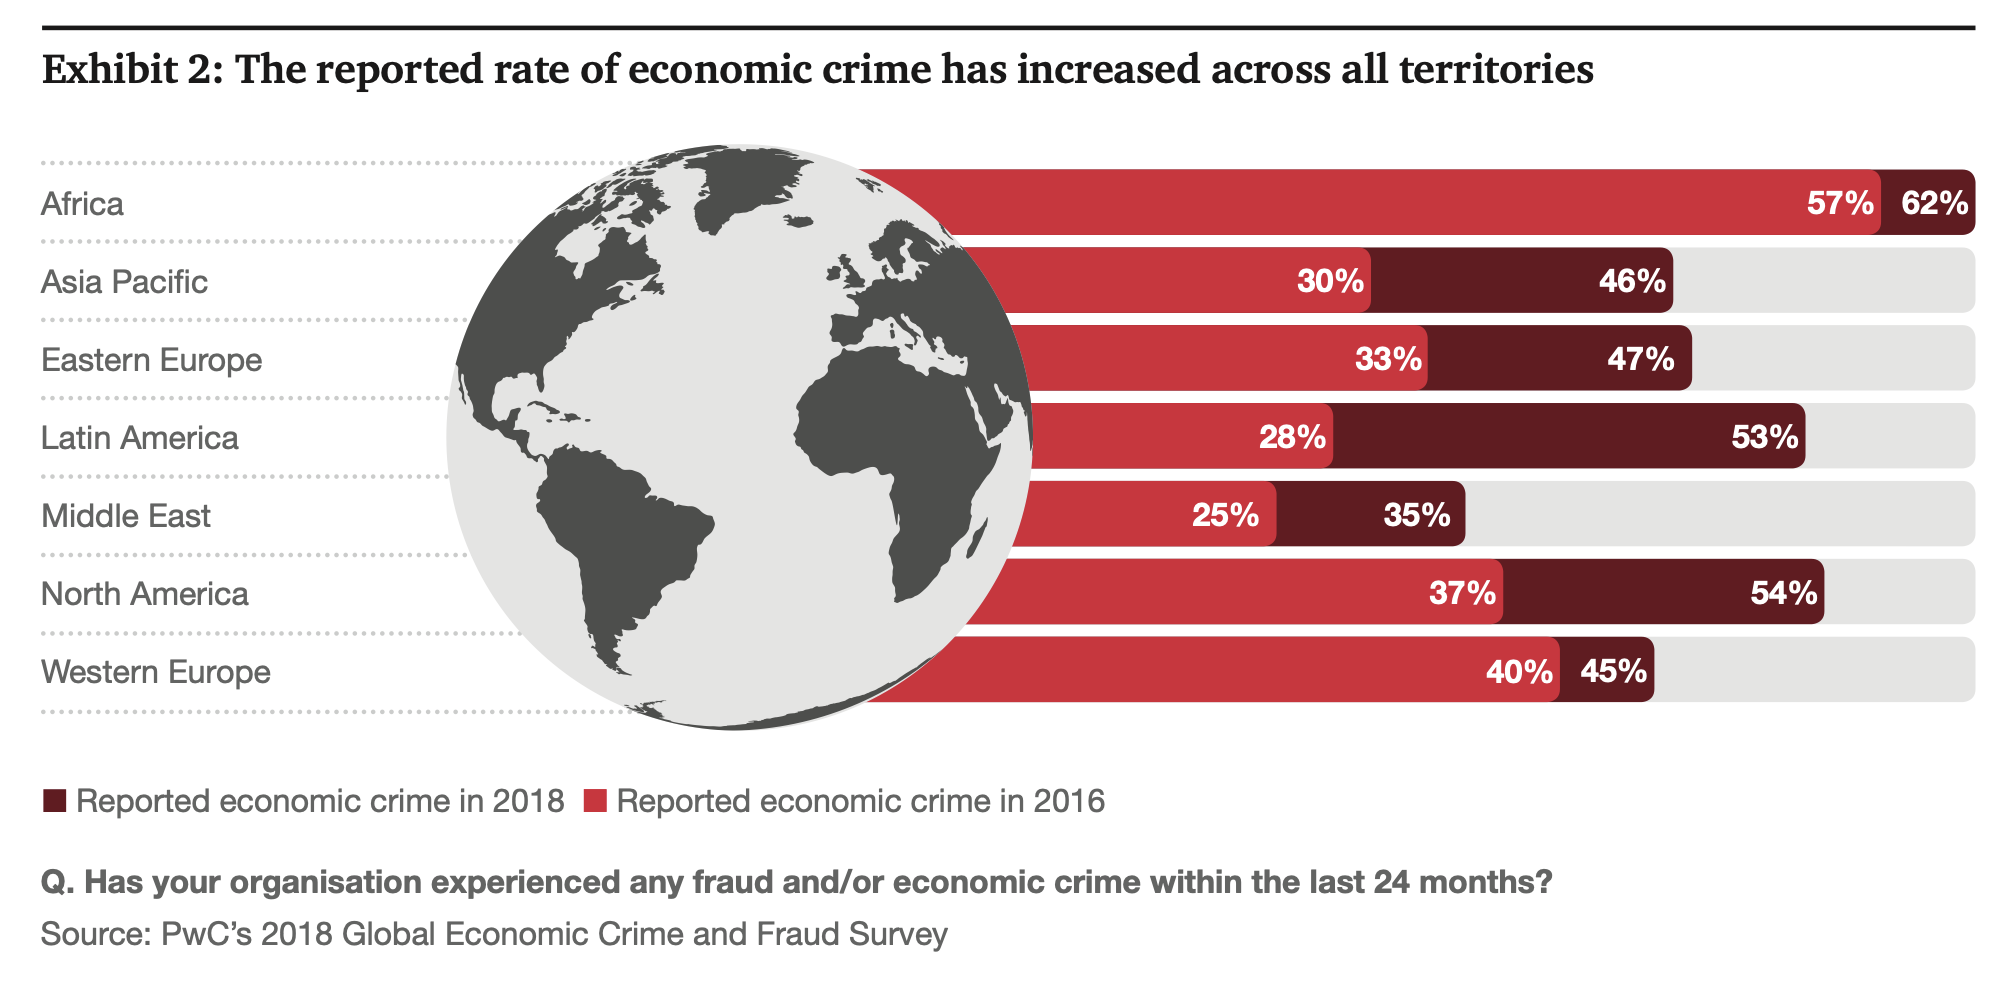 Exhibit 2: The reported rate of economic crime has increased across all territories
Africa 57% 62%
Asia Pacific 30% 46%
Eastern Europe 33% 47%
Latin America 28% 53%
Middle East 25% 35%
North America 37% 54%
Western Europe 40% 45%
Reported economic crime in 2018 Reported economic crime in 2016
Q. Has your organisation experienced any fraud and/or economic crime within the last 24 months?
Source: PwC’s 2018 Global Economic Crime and Fraud Survey